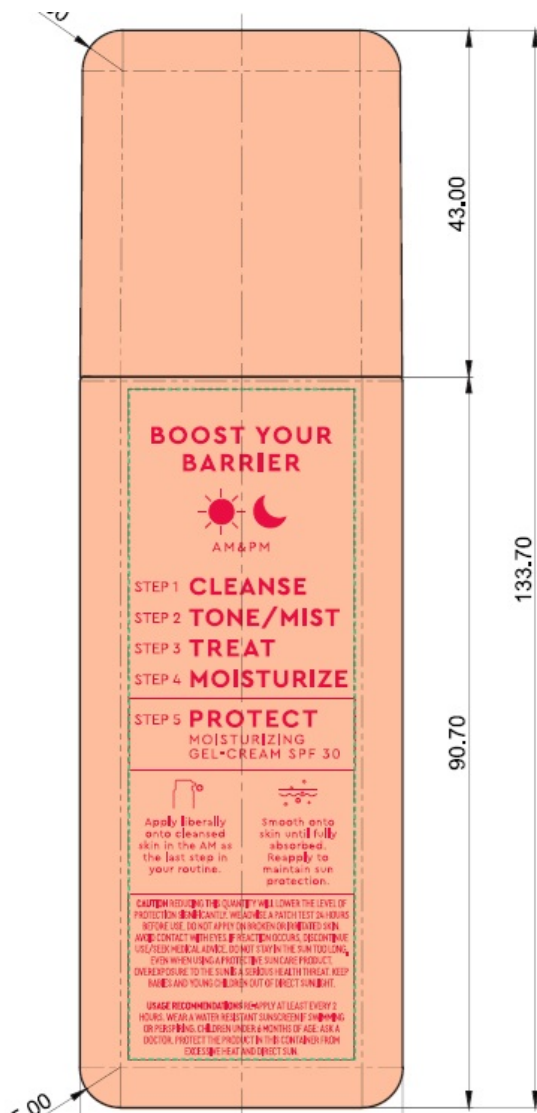 43.00
BOOST YOUR
BARRIER
AM&PM
STEP 1 CLEANSE
STEP 2 TONE/MIST
STEP 3 TREAT
STEP 4 MOISTURIZE
STEP 5 PROTECT
MOISTURIZING
GEL-CREAM SPF 30
Apply liberally
onto cleansed
skin in the AM as
the last step in
your routine.
Smooth onto
skin until fully
absorbed.
Reapply to
maintain sun
protection.
CAUTION REDUCING THIS QUANTITY WILL LOWER THE LEVEL OF
PROTECTION SIGNIFICANTLY. WE ADVISE A PATCH TEST 24 HOURS
BEFORE USE. DO NOT APPLY ON BROKEN OR IRRITATED SKIN.
AVOID CONTACT WITH EYES. IF REACTION OCCURS, DISCONTINUE
USE/SEEK MEDICAL ADVICE. DO NOT STAY IN THE SUN TOO LONG,
EVEN WHEN USING A PROTECTIVE SUN CARE PRODUCT.
OVEREXPOSURE TO THE SUN IS A SERIOUS HEALTH THREAT. KEEP
BABIES AND YOUNG CHILDREN OUT OF DIRECT SUNLIGHT.
USAGE RECOMMENDATIONS RE-APPLY AT LEAST EVERY 2
HOURS. WEAR A WATER RESISTANT SUNSCREEN IF SWIMMING
OR PERSPIRING. CHILDREN UNDER 6 MONTHS OF AGE: ASK A
DOCTOR. PROTECT THE PRODUCT IN THIS CONTAINER FROM
EXCESSIVE HEAT AND DIRECT SUN.
90.70
133.70